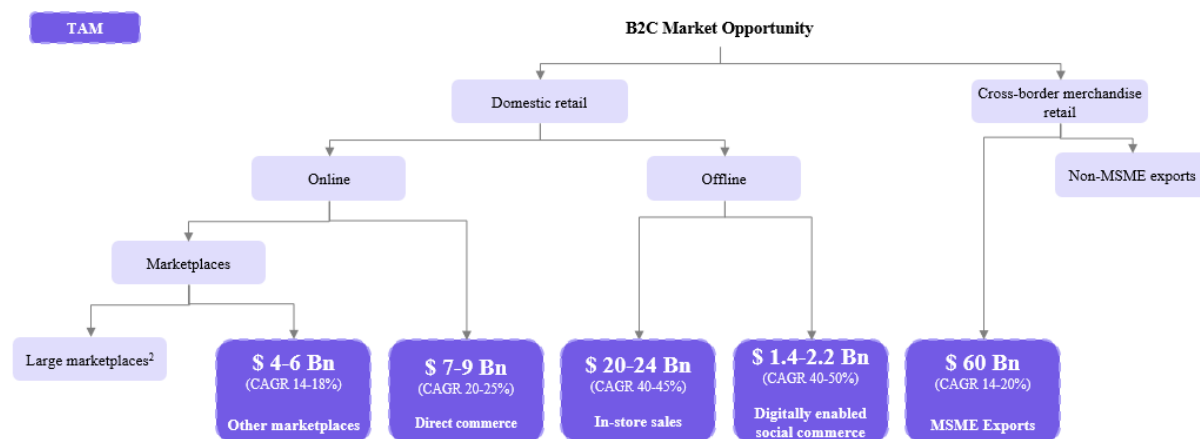 TAM
B2C Market Opportunity
Domestic retail
Cross-border merchandise
retail
Online
Offline
Non-MSME exports
Marketplaces
Large marketplaces²
$ 4-6 Bn
(CAGR 14-18%)
Other marketplaces
$ 7-9 Bn
(CAGR 20-25%)
Direct commerce
$ 20-24 Bn
(CAGR 40-45%)
In-store sales
$ 1.4-2.2 Bn
(CAGR 40-50%)
Digitally enabled
social commerce
$ 60 Bn
(CAGR 14-20%)
MSME Exports